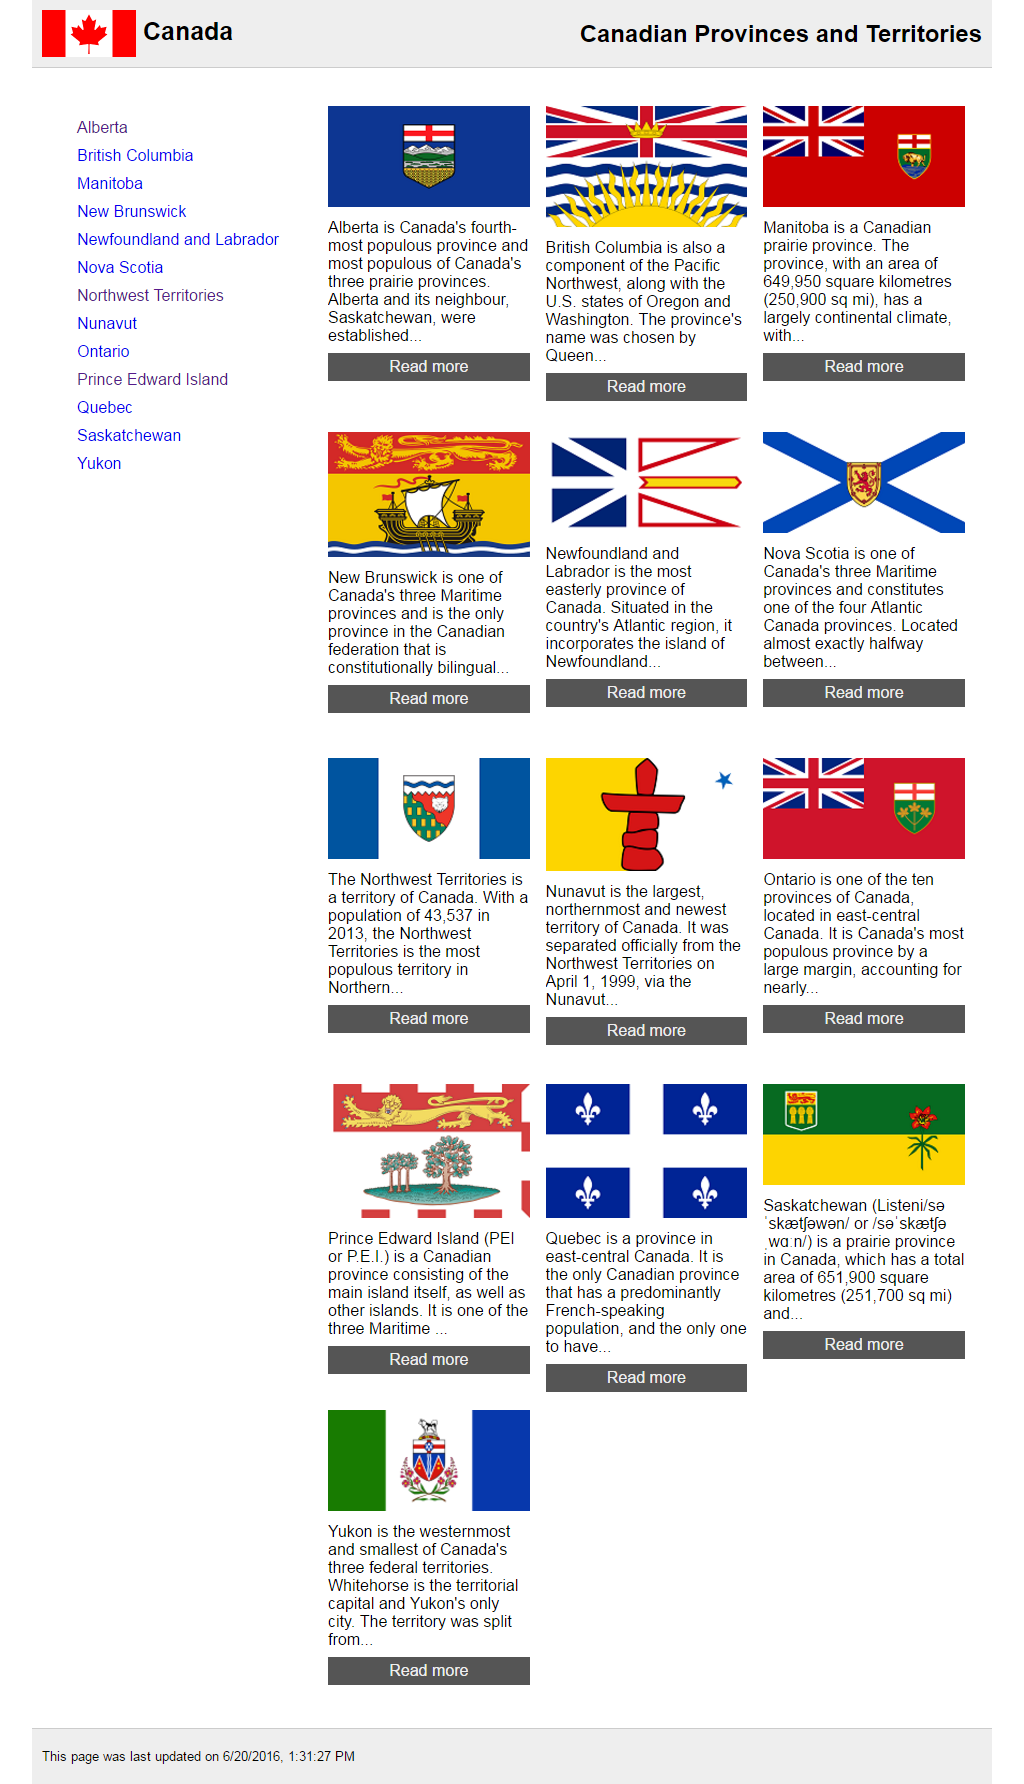 Canada
Canadian Provinces and Territories
Alberta
British Columbia
Manitoba
New Brunswick
Newfoundland and Labrador
Nova Scotia
Northwest Territories
Nunavut
Ontario
Prince Edward Island
Quebec
Saskatchewan
Yukon
Alberta is Canada's fourth-
most populous province and
most populous of Canada's
three prairie provinces.
Alberta and its neighbour,
Saskatchewan, were
established...
Read more
British Columbia is also a
component of the Pacific
Northwest, along with the
U.S. states of Oregon and
Washington. The province's
name was chosen by
Queen...
Read more
Manitoba is a Canadian
prairie province. The
province, with an area of
649,950 square kilometres
(250,900 sq mi), has a
largely continental climate,
with...
Read more
New Brunswick is one of
Canada's three Maritime
provinces and is the only
province in the Canadian
federation that is
constitutionally bilingual...
Read more
Newfoundland and
Labrador is the most
easterly province of
Canada. Situated in the
country's Atlantic region, it
incorporates the island of
Newfoundland...
Read more
Nova Scotia is one of
Canada's three Maritime
provinces and constitutes
one of the four Atlantic
Canada provinces. Located
almost exactly halfway
between...
Read more
The Northwest Territories is
a territory of Canada. With a
population of 43,537 in
2013, the Northwest
Territories is the most
populous territory in
Northern...
Read more
Nunavut is the largest,
northernmost and newest
territory of Canada. It was
separated officially from the
Northwest Territories on
April 1, 1999, via the
Nunavut...
Read more
Ontario is one of the ten
provinces of Canada,
located in east-central
Canada. It is Canada's most
populous province by a
large margin, accounting for
nearly...
Read more
Prince Edward Island (PEI
or P.E.I.) is a Canadian
province consisting of the
main island itself, as well as
other islands. It is one of the
three Maritime ...
Read more
Quebec is a province in
east-central Canada. It is
the only Canadian province
that has a predominantly
French-speaking
population, and the only one
to have...
Read more
Saskatchewan (Listeni/sə
ˈskætʃəwən/ or /səˈskætʃə
ˌwɑːn/) is a prairie province
in Canada, which has a total
area of 651,900 square
kilometres (251,700 sq mi)
and...
Read more
Yukon is the westernmost
and smallest of Canada's
three federal territories.
Whitehorse is the territorial
capital and Yukon's only
city. The territory was split
from...
Read more
This page was last updated on 6/20/2016, 1:31:27 PM